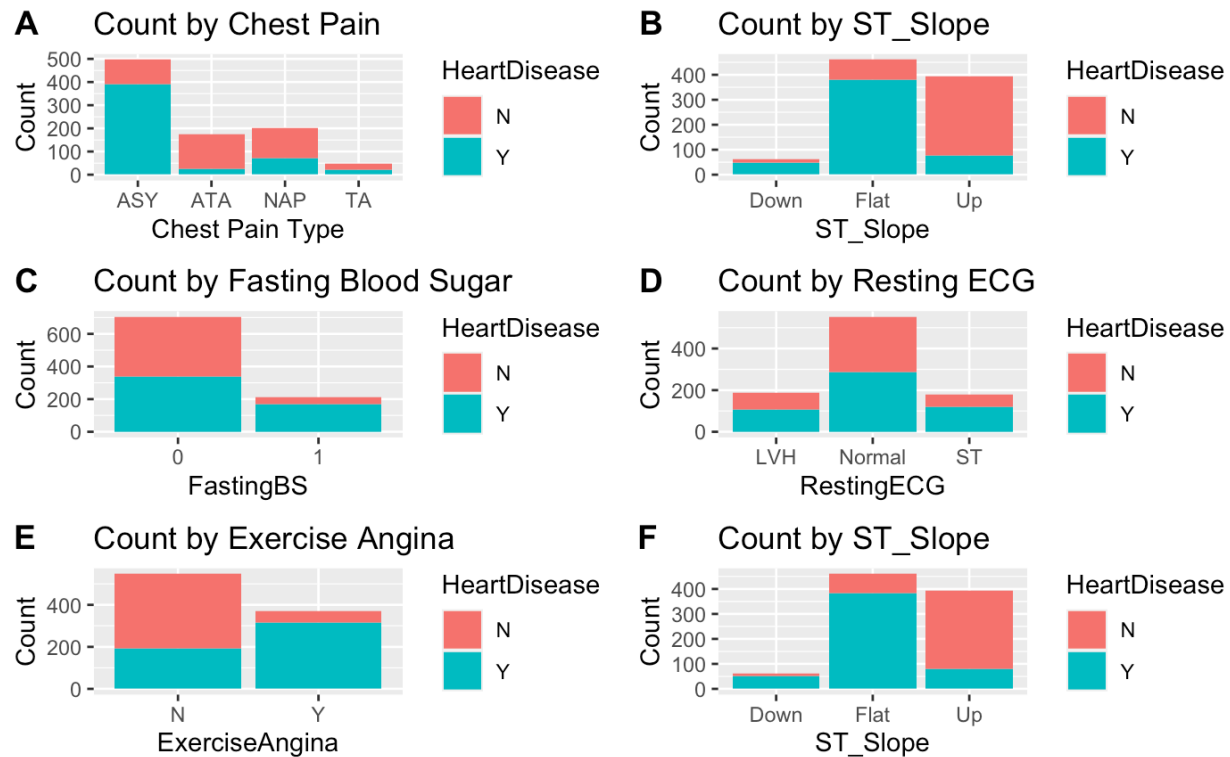 A Count by Chest Pain
500
400
300
200
100
0
Count
ASY ATA NAP TA
Chest Pain Type
HeartDisease
N
Y
B Count by ST_Slope
400
300
200
100
0
Count
Down Flat Up
ST_Slope
HeartDisease
N
Y
C Count by Fasting Blood Sugar
600
400
200
0
Count
0 1
FastingBS
HeartDisease
N
Y
D Count by Resting ECG
400
200
0
Count
LVH Normal ST
RestingECG
HeartDisease
N
Y
E Count by Exercise Angina
400
200
0
Count
N Y
ExerciseAngina
HeartDisease
N
Y
F Count by ST_Slope
400
300
200
100
0
Count
Down Flat Up
ST_Slope
HeartDisease
N
Y